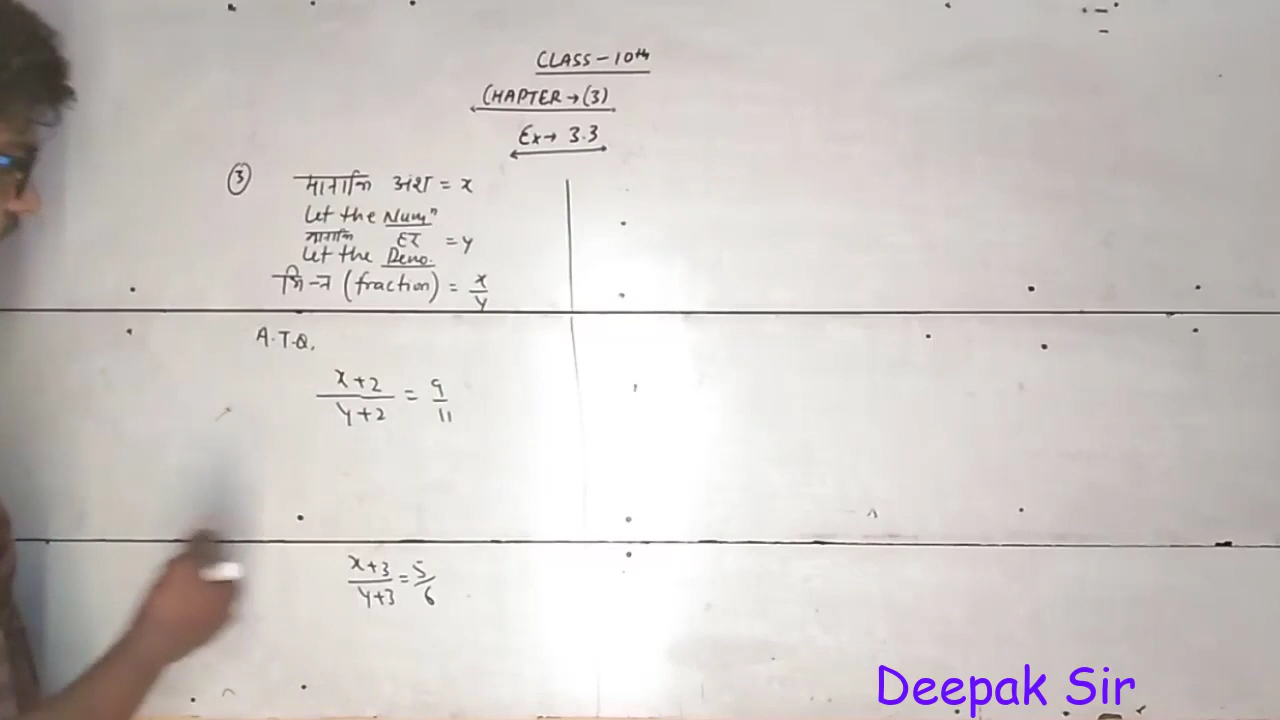 CLASS - 10th
CHAPTER → (3)
Ex → 3.3
(3) मानाकि अंश = x
Let the Numⁿ
मानाकि हर = y
Let the Deno.
भिन्न (fraction) = x/y
A.T.Q.
(x+2)/(y+2) = 9/11
(x+3)/(y+3) = 5/6
Deepak Sir